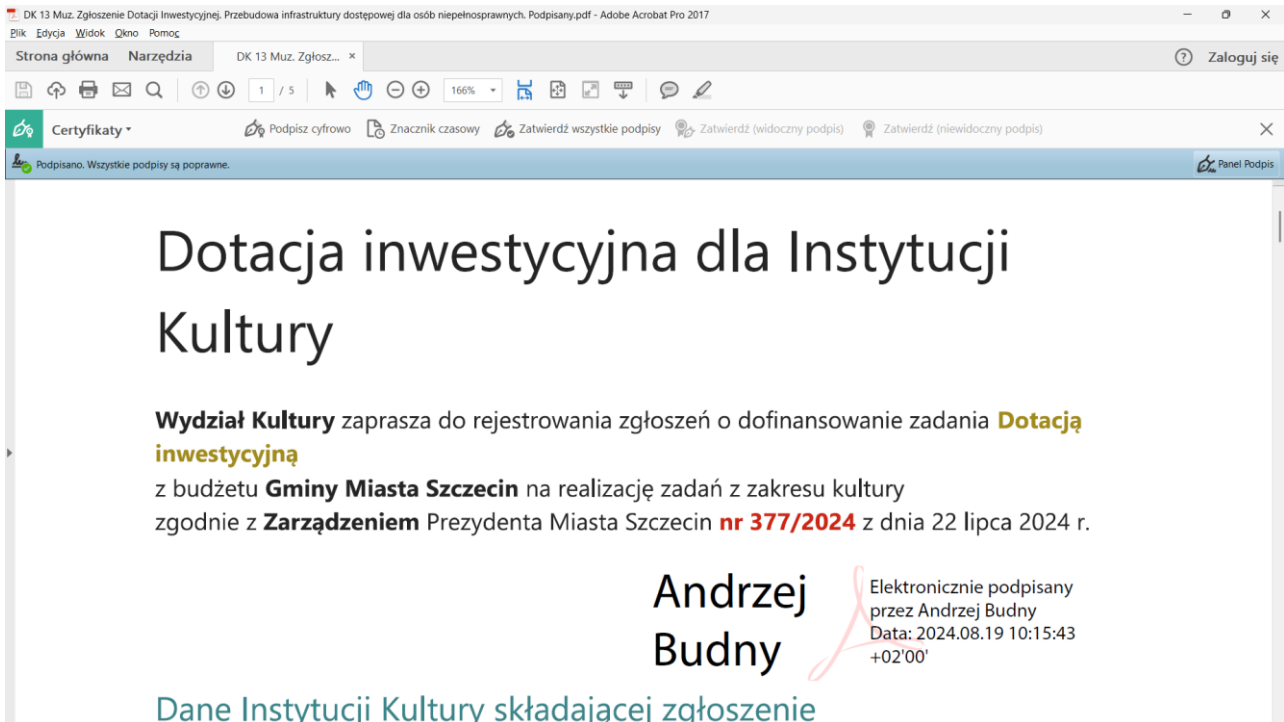 DK 13 Muz. Zgłoszenie Dotacji Inwestycyjnej. Przebudowa infrastruktury dostępowej dla osób niepełnosprawnych. Podpisany.pdf - Adobe Acrobat Pro 2017
Plik Edycja Widok Okno Pomoc
Strona główna Narzędzia DK 13 Muz. Zgłosz... × Zaloguj się
1 / 5 166%
Certyfikaty Podpisz cyfrowo Znacznik czasowy Zatwierdź wszystkie podpisy Zatwierdź (widoczny podpis) Zatwierdź (niewidoczny podpis)
Podpisano. Wszystkie podpisy są poprawne. Panel Podpis
Dotacja inwestycyjna dla Instytucji
Kultury
Wydział Kultury zaprasza do rejestrowania zgłoszeń o dofinansowanie zadania Dotacją
inwestycyjną
z budżetu Gminy Miasta Szczecin na realizację zadań z zakresu kultury
zgodnie z Zarządzeniem Prezydenta Miasta Szczecin nr 377/2024 z dnia 22 lipca 2024 r.
Andrzej
Budny
Elektronicznie podpisany
przez Andrzej Budny
Data: 2024.08.19 10:15:43
+02'00'
Dane Instytucji Kultury składającej zgłoszenie